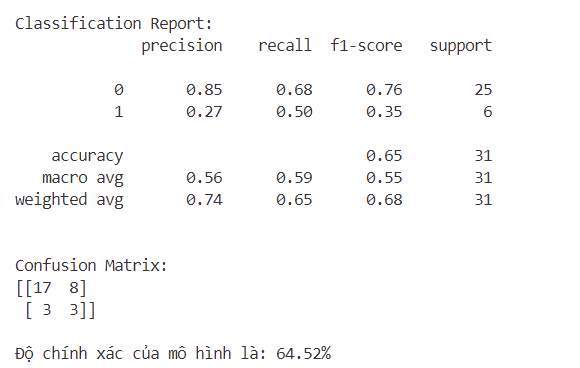 Classification Report:
precision recall f1-score support
0 0.85 0.68 0.76 25
1 0.27 0.50 0.35 6
accuracy 0.65 31
macro avg 0.56 0.59 0.55 31
weighted avg 0.74 0.65 0.68 31
Confusion Matrix:
[[17 8]
[ 3 3]]
Độ chính xác của mô hình là: 64.52%